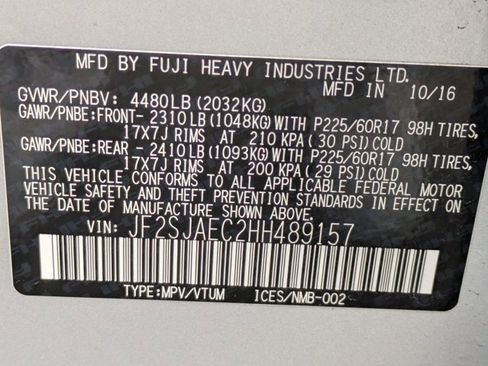 MFD BY FUJI HEAVY INDUSTRIES LTD.
MFD IN 10/16
GVWR/PNBV: 4480LB(2032KG)
GAWR/PNBE:FRONT- 2310LB(1048KG)WITH P225/60R17 98H TIRES,
17X7J RIMS AT 210 KPA(30 PSI)COLD
GAWR/PNBE:REAR - 2410LB(1093KG)WITH P225/60R17 98H TIRES,
17X7J RIMS AT 200 KPA(29 PSI)COLD
THIS VEHICLE CONFORMS TO ALL APPLICABLE FEDERAL MOTOR
VEHICLE SAFETY AND THEFT PREVENTION STANDARDS IN EFFECT ON
THE DATE OF MANUFACTURE SHOWN ABOVE.
VIN: JF2SJAEC2HH489157
TYPE:MPV/VTUM ICES/NMB-002